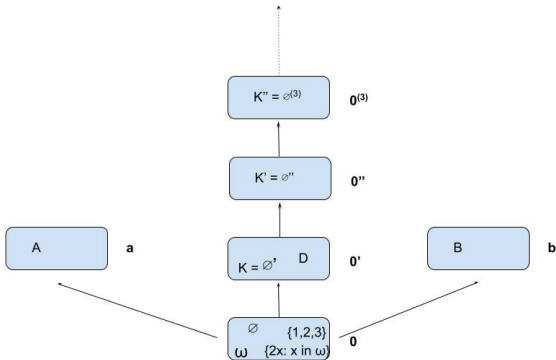 K'' = ∅⁽³⁾ 0⁽³⁾
K' = ∅'' 0''
A a
K = ∅' D 0'
B b
∅ {1,2,3} 0
ω {2x: x in ω}